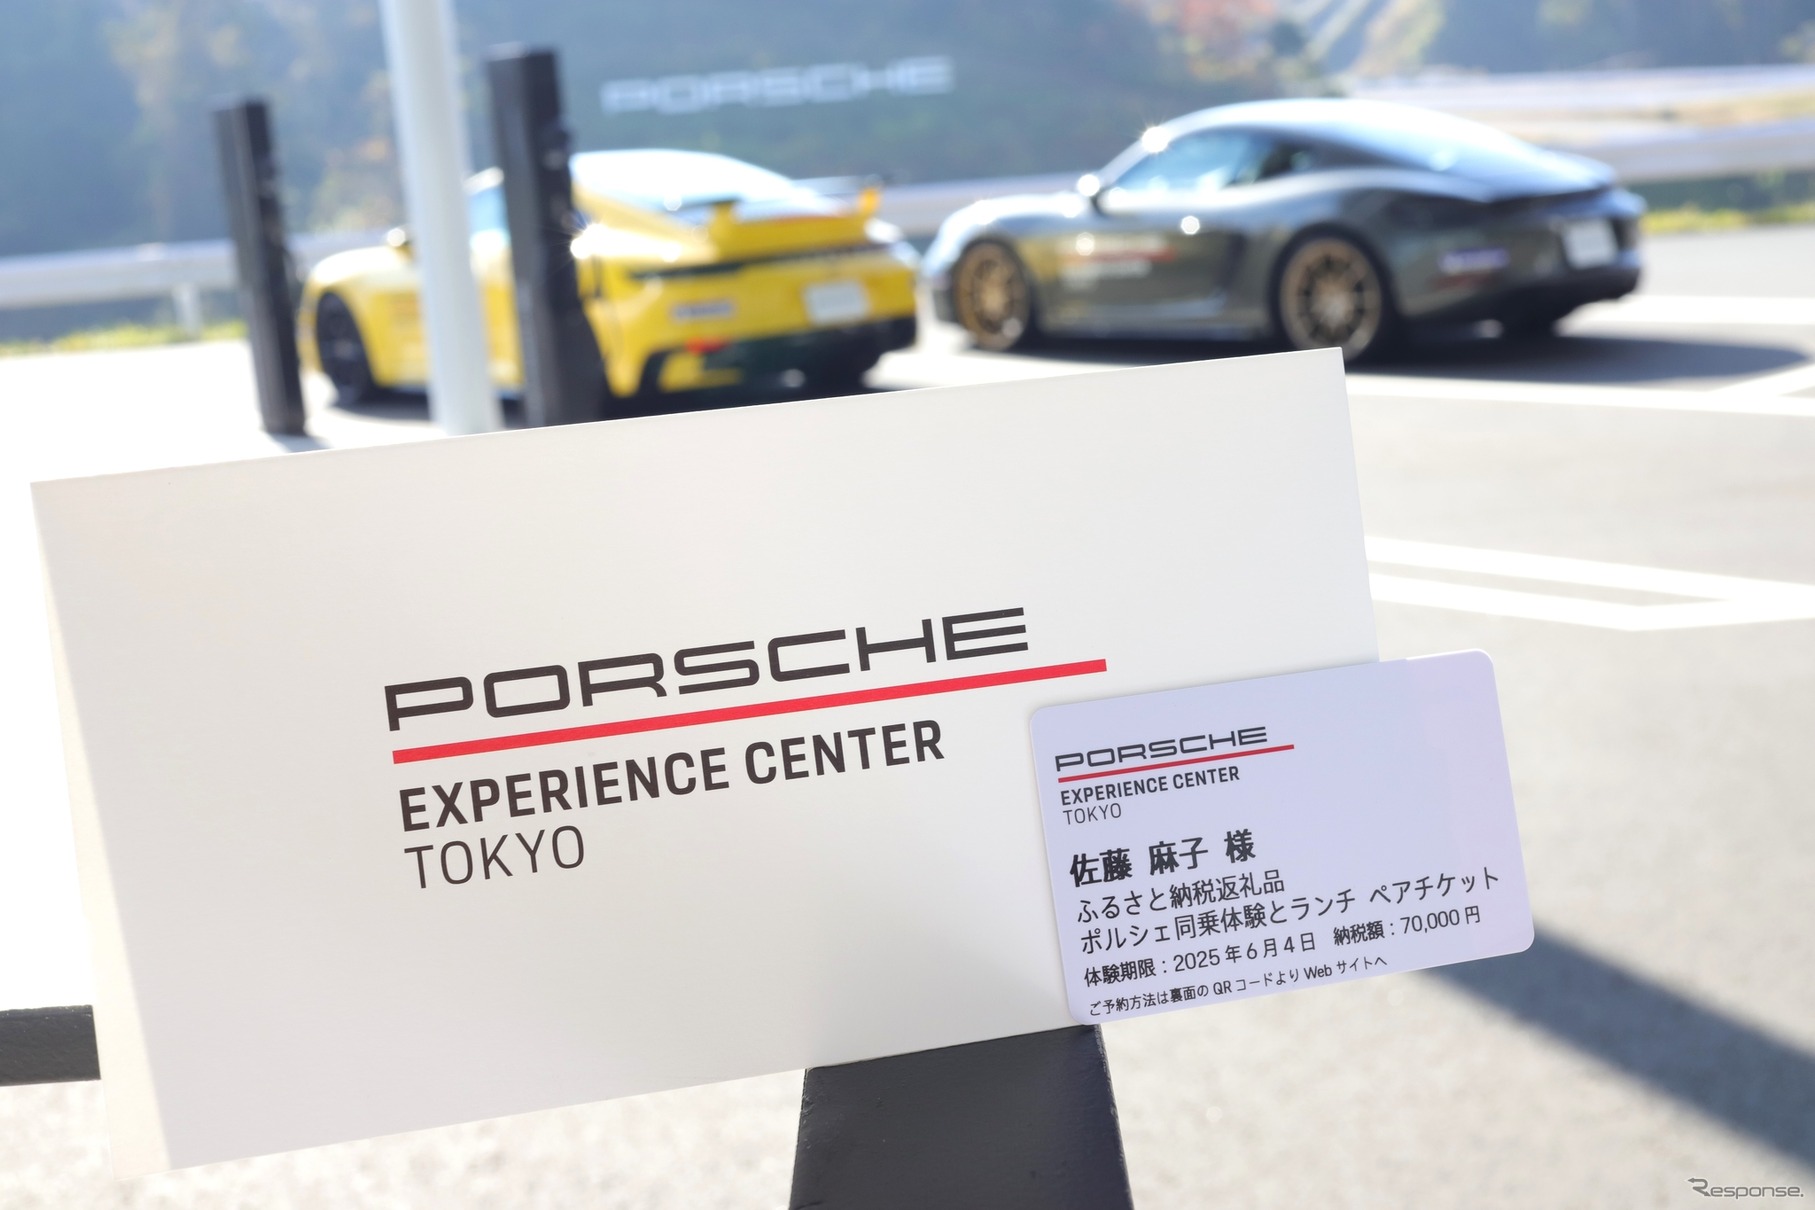 PORSCHE
PORSCHE
EXPERIENCE CENTER
TOKYO
PORSCHE
EXPERIENCE CENTER
TOKYO
佐藤 麻子 様
ふるさと納税返礼品
ポルシェ同乗体験とランチ ペアチケット
体験期限：2025年6月4日 納税額：70,000円
ご予約方法は裏面のQRコードよりWebサイトへ
Response.